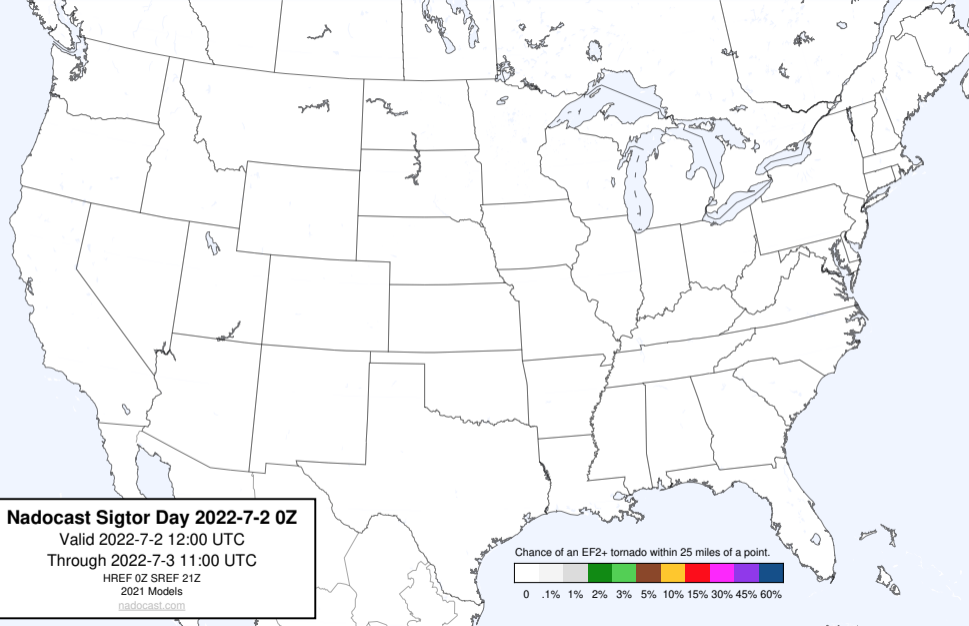 Nadocast Sigtor Day 2022-7-2 0Z
Valid 2022-7-2 12:00 UTC
Through 2022-7-3 11:00 UTC
HREF 0Z SREF 21Z
2021 Models
nadocast.com
Chance of an EF2+ tornado within 25 miles of a point.
0 .1% 1% 2% 3% 5% 10% 15% 30% 45% 60%